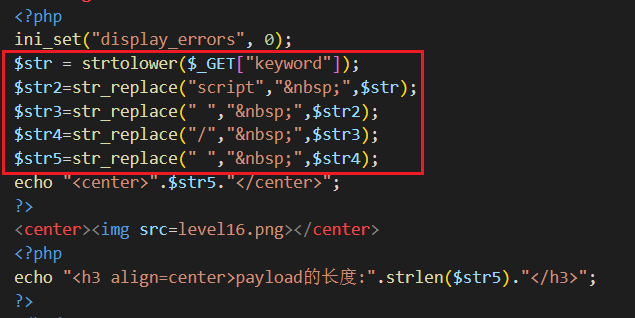 <?php
ini_set("display_errors", 0);
$str = strtolower($_GET["keyword"]);
$str2=str_replace("script","&nbsp;",$str);
$str3=str_replace(" ","&nbsp;",$str2);
$str4=str_replace("/","&nbsp;",$str3);
$str5=str_replace(" ","&nbsp;",$str4);
echo "<center>".$str5."</center>";
?>
<center><img src=level16.png></center>
<?php
echo "<h3 align=center>payload的长度:".strlen($str5)."</h3>";
?>